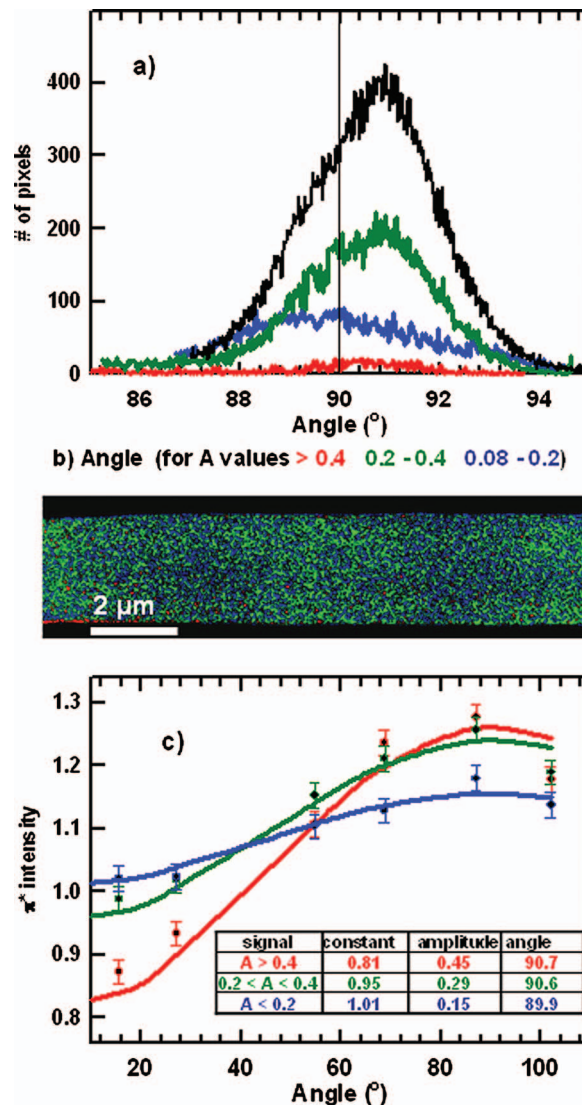 a)
400
300
200
100
0
# of pixels
86 88 90 92 94
Angle (°)
b) Angle (for A values > 0.4 0.2 - 0.4 0.08 - 0.2)
2 µm
c)
1.3
1.2
1.1
1.0
0.9
0.8
π* intensity
signal constant amplitude angle
A > 0.4 0.81 0.45 90.7
0.2 < A < 0.4 0.95 0.29 90.6
A < 0.2 1.01 0.15 89.9
20 40 60 80 100
Angle (°)